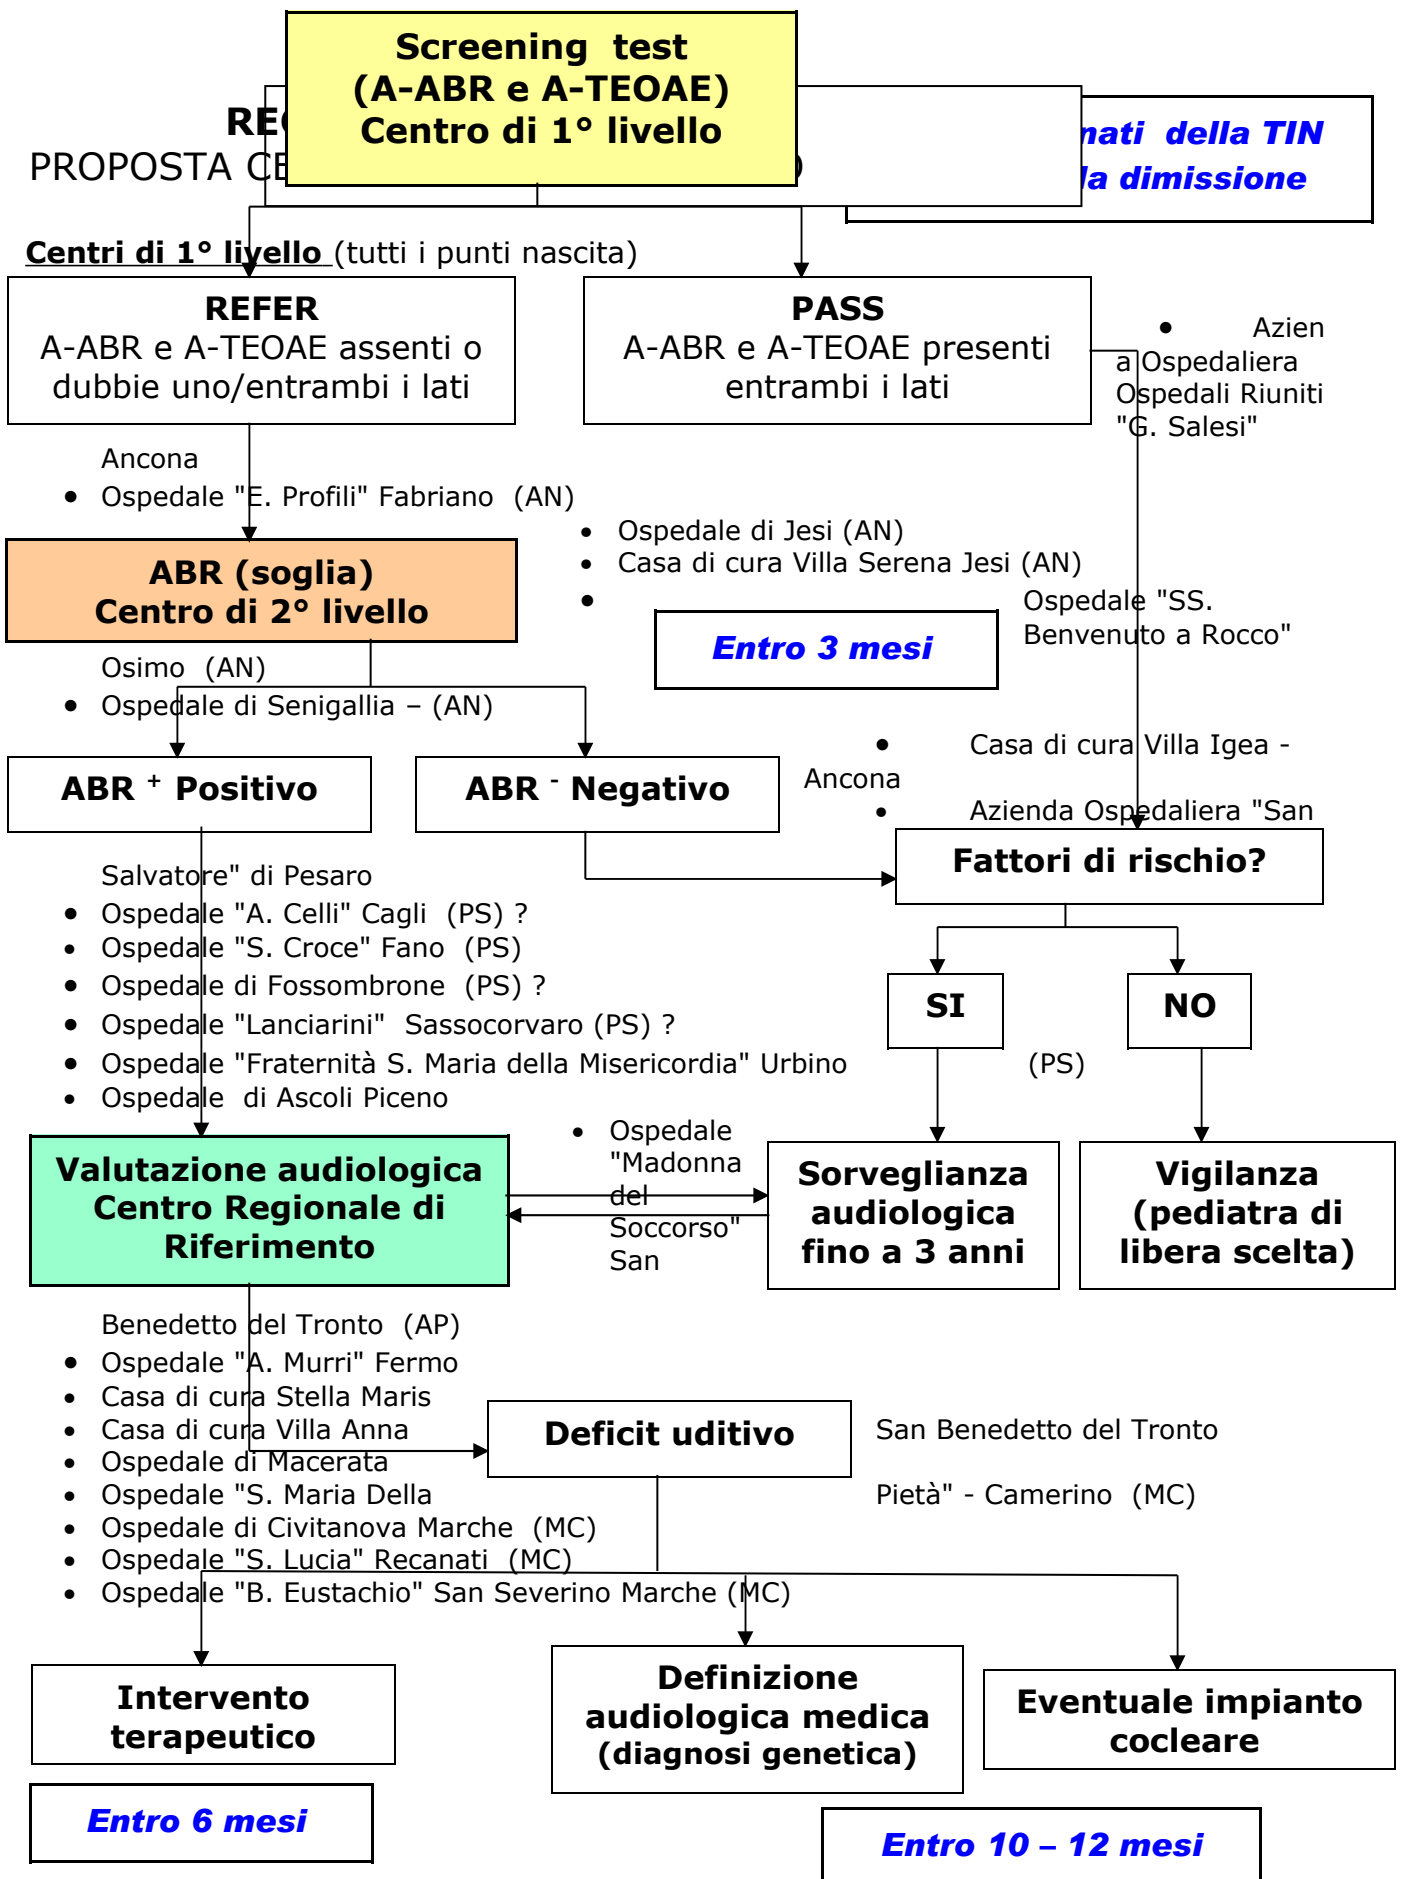 Screening test
(A-ABR e A-TEOAE)
Centro di 1° livello
della TIN
dimissione
PROPOSTA
Centri di 1° livello (tutti i punti nascita)
REFER
A-ABR e A-TEOAE assenti o
dubbie uno/entrambi i lati
PASS
A-ABR e A-TEOAE presenti
entrambi i lati
• Azien
a Ospedaliera
Ospedali Riuniti
"G. Salesi"
Ancona
• Ospedale "E. Profili" Fabriano (AN)
• Ospedale di Jesi (AN)
• Casa di cura Villa Serena Jesi (AN)
• Ospedale "SS.
Benvenuto a Rocco"
ABR (soglia)
Centro di 2° livello
Entro 3 mesi
Osimo (AN)
• Ospedale di Senigallia – (AN)
• Casa di cura Villa Igea -
Ancona
• Azienda Ospedaliera "San
ABR + Positivo
ABR - Negativo
Fattori di rischio?
Salvatore" di Pesaro
• Ospedale "A. Celli" Cagli (PS) ?
• Ospedale "S. Croce" Fano (PS)
• Ospedale di Fossombrone (PS) ?
• Ospedale "Lanciarini" Sassocorvaro (PS) ?
• Ospedale "Fraternità S. Maria della Misericordia" Urbino (PS)
• Ospedale di Ascoli Piceno
SI
NO
• Ospedale
"Madonna
del
Soccorso"
San
Valutazione audiologica
Centro Regionale di
Riferimento
Sorveglianza
audiologica
fino a 3 anni
Vigilanza
(pediatra di
libera scelta)
Benedetto del Tronto (AP)
• Ospedale "A. Murri" Fermo
• Casa di cura Stella Maris
• Casa di cura Villa Anna San Benedetto del Tronto
• Ospedale di Macerata
• Ospedale "S. Maria Della Pietà" - Camerino (MC)
• Ospedale di Civitanova Marche (MC)
• Ospedale "S. Lucia" Recanati (MC)
• Ospedale "B. Eustachio" San Severino Marche (MC)
Deficit uditivo
Intervento
terapeutico
Definizione
audiologica medica
(diagnosi genetica)
Eventuale impianto
cocleare
Entro 6 mesi
Entro 10 – 12 mesi